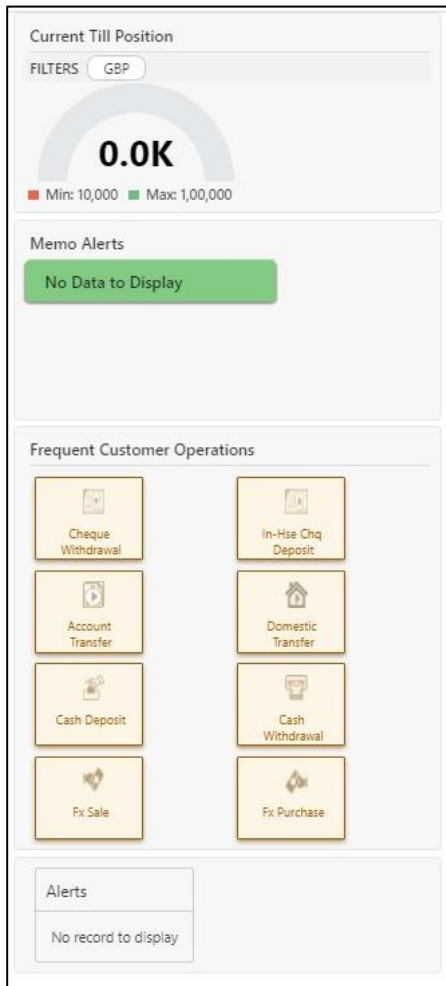 Current Till Position
FILTERS GBP
0.0K
Min: 10,000 Max: 1,00,000
Memo Alerts
No Data to Display
Frequent Customer Operations
Cheque
Withdrawal
In-Hse Chq
Deposit
Account
Transfer
Domestic
Transfer
Cash Deposit
Cash
Withdrawal
Fx Sale
Fx Purchase
Alerts
No record to display